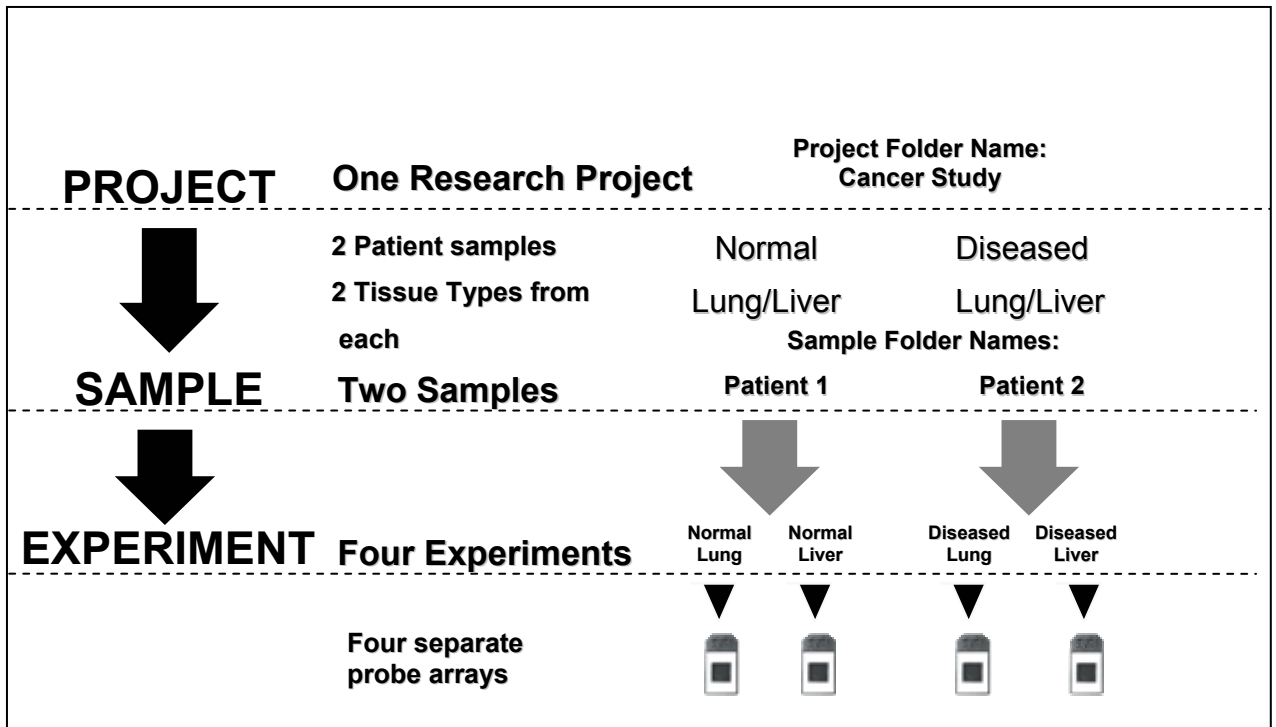 PROJECT
One Research Project
Project Folder Name:
Cancer Study
2 Patient samples
2 Tissue Types from
each
Normal
Lung/Liver
Diseased
Lung/Liver
Sample Folder Names:
SAMPLE
Two Samples
Patient 1
Patient 2
EXPERIMENT
Four Experiments
Normal
Lung
Normal
Liver
Diseased
Lung
Diseased
Liver
Four separate
probe arrays